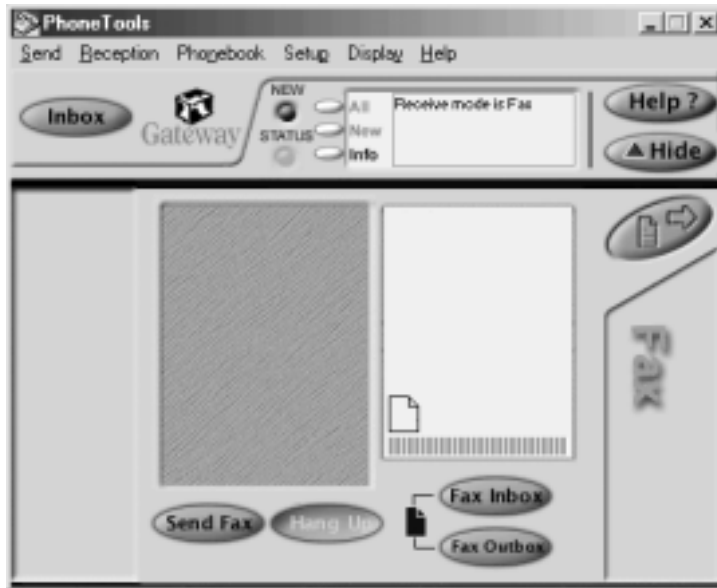 PhoneTools
Send Reception Phonebook Setup Display Help
Inbox
Gateway
NEW
STATUS
All
New
Info
Receive mode is Fax
Help ?
Hide
Fax
Send Fax
Hang Up
Fax Inbox
Fax Outbox